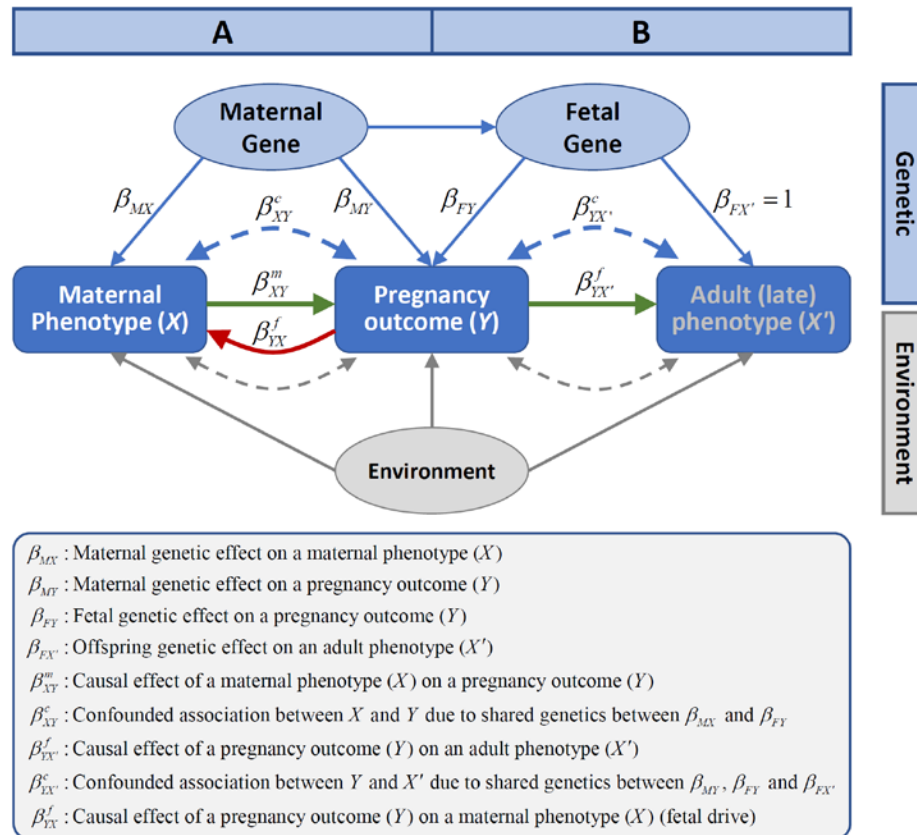 A B
Maternal Gene
Fetal Gene
β_MX
β^c_XY
β_MY
β_FY
β^c_YX'
β_FX' = 1
Maternal Phenotype (X)
β^m_XY
β^f_YX
Pregnancy outcome (Y)
β^f_YX'
Adult (late) phenotype (X')
Environment
Genetic
Environment
β_MX : Maternal genetic effect on a maternal phenotype (X)
β_MY : Maternal genetic effect on a pregnancy outcome (Y)
β_FY : Fetal genetic effect on a pregnancy outcome (Y)
β_FX' : Offspring genetic effect on an adult phenotype (X′)
β^m_XY : Causal effect of a maternal phenotype (X) on a pregnancy outcome (Y)
β^c_XY : Confounded association between X and Y due to shared genetics between β_MX and β_FY
β^f_YX' : Causal effect of a pregnancy outcome (Y) on an adult phenotype (X′)
β^c_YX' : Confounded association between Y and X′ due to shared genetics between β_MY, β_FY and β_FX'
β^f_YX : Causal effect of a pregnancy outcome (Y) on a maternal phenotype (X) (fetal drive)